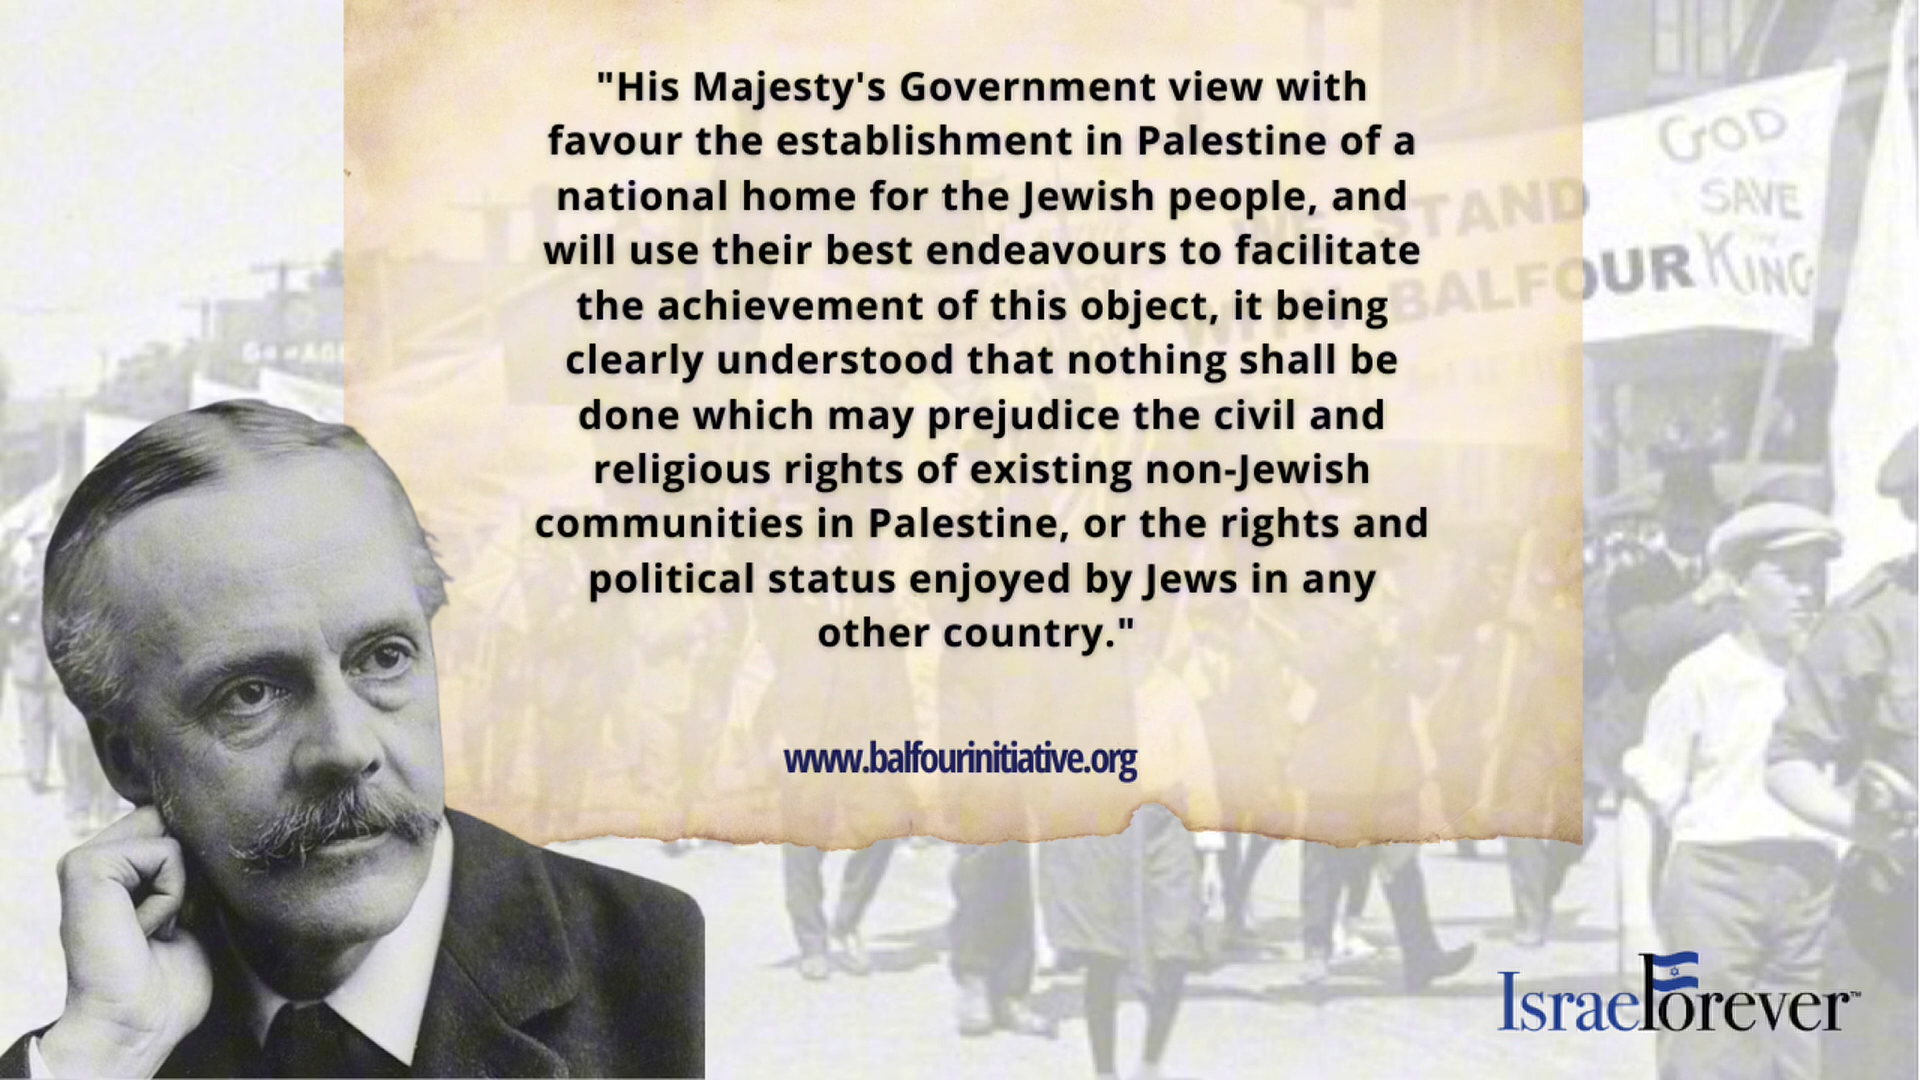 "His Majesty's Government view with
favour the establishment in Palestine of a
national home for the Jewish people, and
will use their best endeavours to facilitate
the achievement of this object, it being
clearly understood that nothing shall be
done which may prejudice the civil and
religious rights of existing non-Jewish
communities in Palestine, or the rights and
political status enjoyed by Jews in any
other country."
www.balfourinitiative.org
GOD
SAVE
KING
STAND
BALFOUR
IsraelForever™